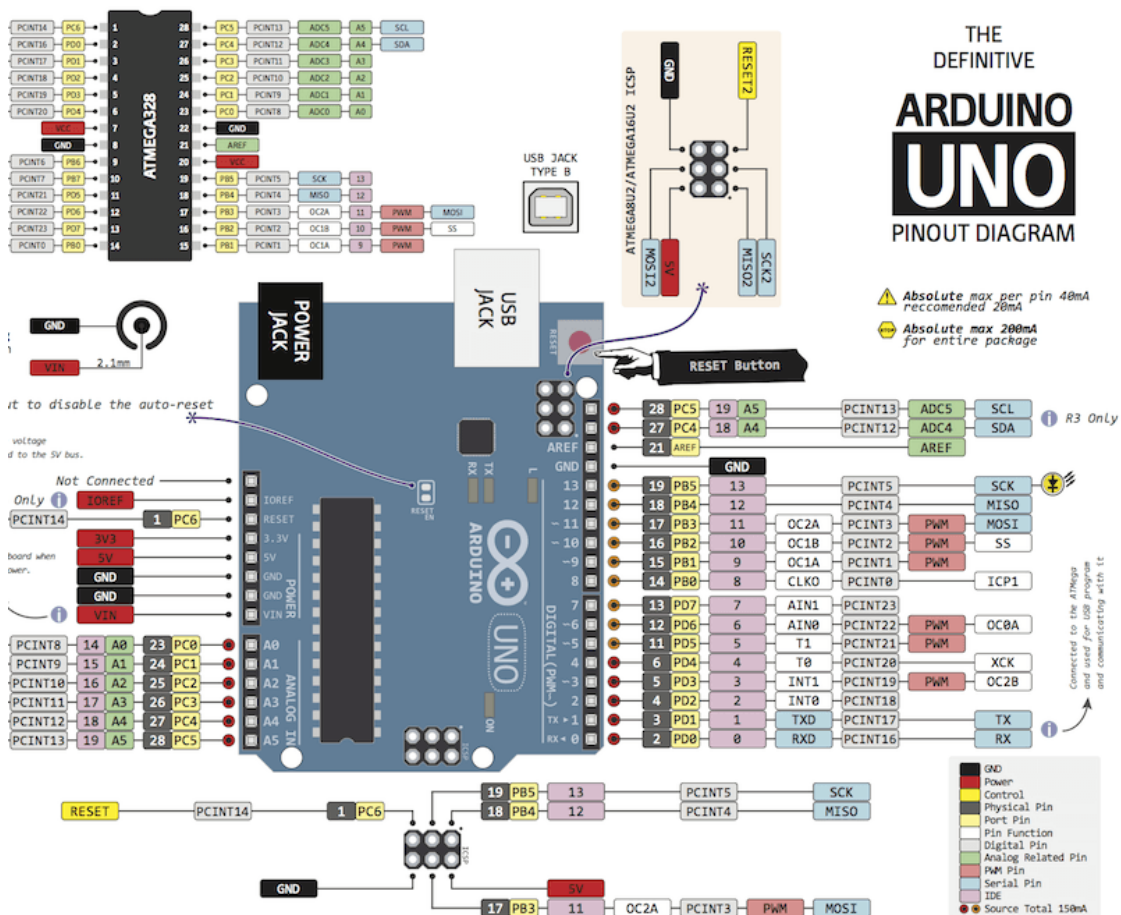 THE
DEFINITIVE
ARDUINO
UNO
PINOUT DIAGRAM
Absolute max per pin 40mA
reccomended 20mA
STOP
Absolute max 200mA
for entire package
ATMEGA328
PCINT14 PC6 1 28 PC5 PCINT13 ADC5 A5 SCL
PCINT16 PD0 2 27 PC4 PCINT12 ADC4 A4 SDA
PCINT17 PD1 3 26 PC3 PCINT11 ADC3 A3
PCINT18 PD2 4 25 PC2 PCINT10 ADC2 A2
PCINT19 PD3 5 24 PC1 PCINT9 ADC1 A1
PCINT20 PD4 6 23 PC0 PCINT8 ADC0 A0
VCC 7 22 GND
GND 8 21 AREF
PCINT6 PB6 9 20 VCC
PCINT7 PB7 10 19 PB5 PCINT5 SCK 13
PCINT21 PD5 11 18 PB4 PCINT4 MISO 12
PCINT22 PD6 12 17 PB3 PCINT3 OC2A 11 PWM MOSI
PCINT23 PD7 13 16 PB2 PCINT2 OC1B 10 PWM SS
PCINT0 PB0 14 15 PB1 PCINT1 OC1A 9 PWM
USB JACK
TYPE B
ATMEGA8U2/ATMEGA16U2 ICSP
GND RESET2
MOSI2 5V MISO2 SCK2
GND
VIN
2.1mm
POWER
JACK
USB
JACK
RESET
RESET Button
ut to disable the auto-reset
voltage
d to the 5V bus.
Not Connected
Only i IOREF
PCINT14 1 PC6
3V3
board when
5V
ower.
GND
GND
i VIN
PCINT8 14 A0 23 PC0
PCINT9 15 A1 24 PC1
PCINT10 16 A2 25 PC2
PCINT11 17 A3 26 PC3
PCINT12 18 A4 27 PC4
PCINT13 19 A5 28 PC5
IOREF
RESET
3.3V
5V
GND
GND
VIN
POWER
A0
A1
A2
A3
A4
A5
ANALOG IN
RESET
EN
RX
TX
L
ARDUINO
UNO
ON
ICSP
AREF
GND
13
12
~11
~10
~9
8
7
~6
~5
4
~3
2
TX 1
RX 0
DIGITAL(PWM~)
28 PC5 19 A5 PCINT13 ADC5 SCL
27 PC4 18 A4 PCINT12 ADC4 SDA
i R3 Only
21 AREF AREF
GND
19 PB5 13 PCINT5 SCK
18 PB4 12 PCINT4 MISO
17 PB3 11 OC2A PCINT3 PWM MOSI
16 PB2 10 OC1B PCINT2 PWM SS
15 PB1 9 OC1A PCINT1 PWM
14 PB0 8 CLKO PCINT0 ICP1
13 PD7 7 AIN1 PCINT23
12 PD6 6 AIN0 PCINT22 PWM OC0A
11 PD5 5 T1 PCINT21 PWM
6 PD4 4 T0 PCINT20 XCK
5 PD3 3 INT1 PCINT19 PWM OC2B
4 PD2 2 INT0 PCINT18
3 PD1 1 TXD PCINT17 TX
2 PD0 0 RXD PCINT16 RX
i
Connected to the ATMega
and used for USB program
and communicating with it
RESET PCINT14 1 PC6
19 PB5 13 PCINT5 SCK
18 PB4 12 PCINT4 MISO
ICSP
GND
5V
17 PB3 11 OC2A PCINT3 PWM MOSI
GND
Power
Control
Physical Pin
Port Pin
Pin Function
Digital Pin
Analog Related Pin
PWM Pin
Serial Pin
IDE
Source Total 150mA